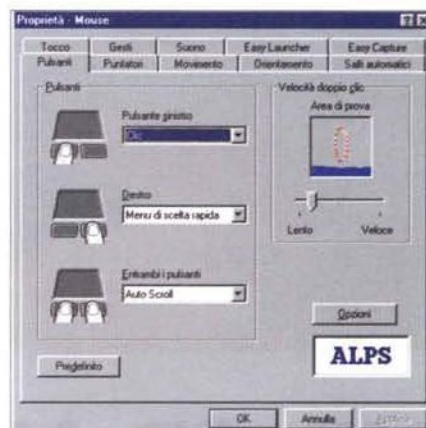 Proprietà - Mouse
Tocco Gesti Suono Easy Launcher Easy Capture
Pulsanti Puntatori Movimento Orientamento Salti automatici
Pulsanti
Pulsante sinistro
Clic
Destro
Menu di scelta rapida
Entrambi i pulsanti
Auto Scroll
Predefinito
Velocità doppio clic
Area di prova
Lento Veloce
Opzioni
ALPS
OK Annulla Applica